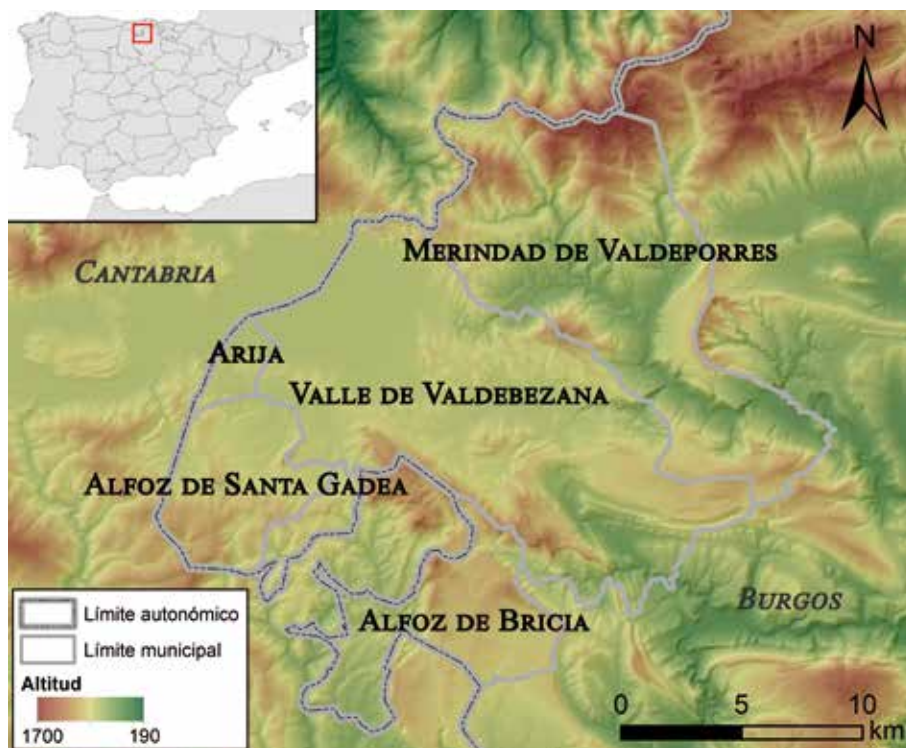 N
MERINDAD DE VALDEPORRES
CANTABRIA
ARIJA
VALLE DE VALDEBEZANA
ALFOZ DE SANTA GADEA
ALFOZ DE BRICIA
BURGOS
Límite autonómico
Límite municipal
Altitud
1700 190
0 5 10
km